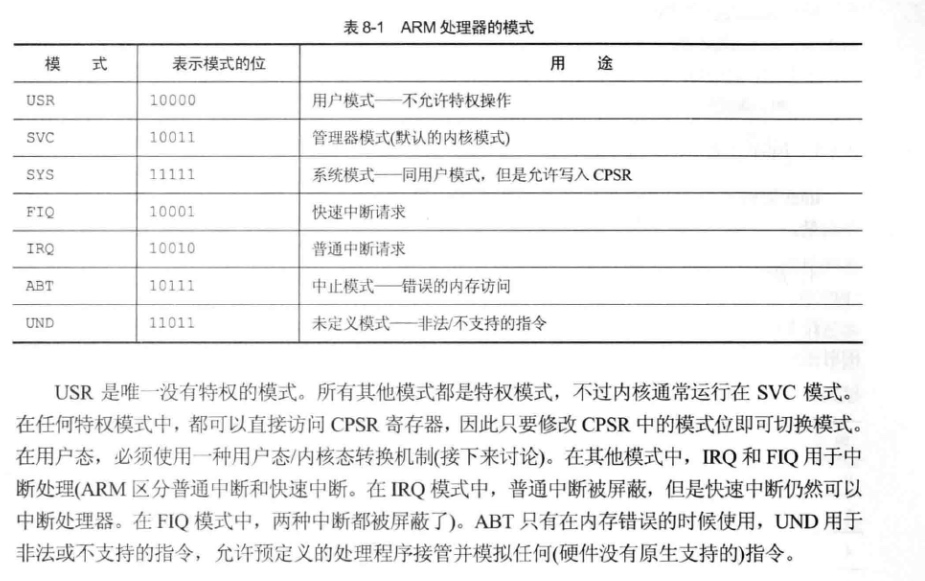 表 8-1 ARM 处理器的模式
模 式 表示模式的位 用 途
USR 10000 用户模式——不允许特权操作
SVC 10011 管理器模式(默认的内核模式)
SYS 11111 系统模式——同用户模式，但是允许写入 CPSR
FIQ 10001 快速中断请求
IRQ 10010 普通中断请求
ABT 10111 中止模式——错误的内存访问
UND 11011 未定义模式——非法/不支持的指令
USR 是唯一没有特权的模式。所有其他模式都是特权模式，不过内核通常运行在 SVC 模式。
在任何特权模式中，都可以直接访问 CPSR 寄存器，因此只要修改 CPSR 中的模式位即可切换模式。
在用户态，必须使用一种用户态/内核态转换机制(接下来讨论)。在其他模式中，IRQ 和 FIQ 用于中
断处理(ARM 区分普通中断和快速中断。在 IRQ 模式中，普通中断被屏蔽，但是快速中断仍然可以
中断处理器。在 FIQ 模式中，两种中断都被屏蔽了)。ABT 只有在内存错误的时候使用，UND 用于
非法或不支持的指令，允许预定义的处理程序接管并模拟任何(硬件没有原生支持的)指令。